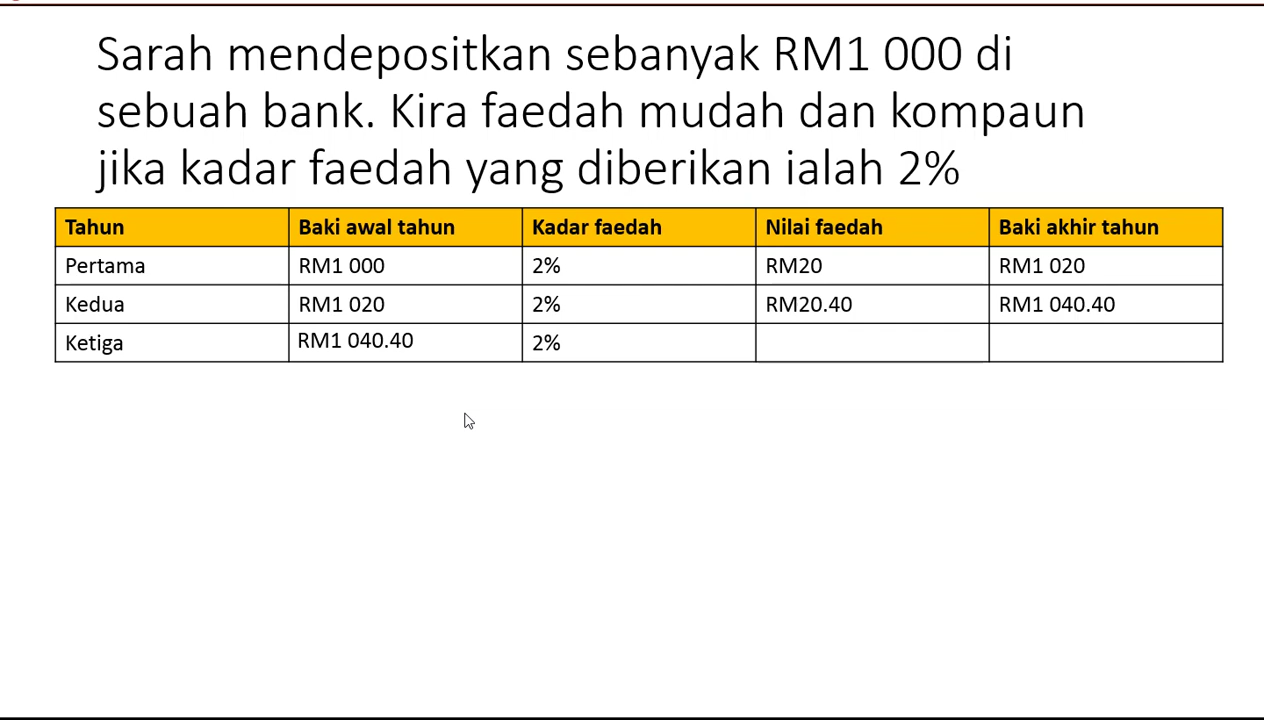 Sarah mendepositkan sebanyak RM1 000 di
sebuah bank. Kira faedah mudah dan kompaun
jika kadar faedah yang diberikan ialah 2%
Tahun Baki awal tahun Kadar faedah Nilai faedah Baki akhir tahun
Pertama RM1 000 2% RM20 RM1 020
Kedua RM1 020 2% RM20.40 RM1 040.40
Ketiga RM1 040.40 2%